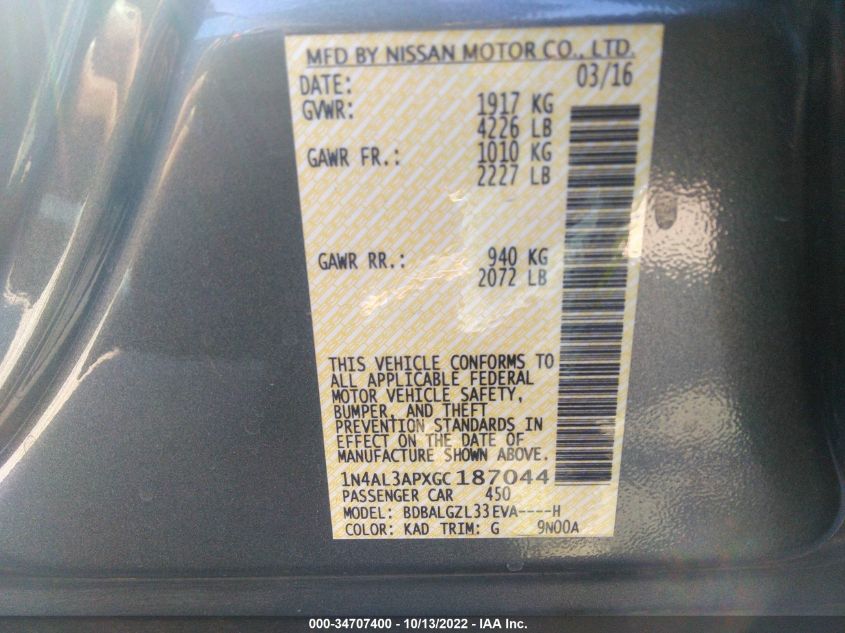 MFD BY NISSAN MOTOR CO., LTD.
DATE: 03/16
GVWR: 1917 KG
4226 LB
GAWR FR.: 1010 KG
2227 LB
GAWR RR.: 940 KG
2072 LB
THIS VEHICLE CONFORMS TO
ALL APPLICABLE FEDERAL
MOTOR VEHICLE SAFETY,
BUMPER, AND THEFT
PREVENTION STANDARDS IN
EFFECT ON THE DATE OF
MANUFACTURE SHOWN ABOVE.
1N4AL3APXGC187044
PASSENGER CAR 450
MODEL: BDBALGZL33EVA----H
COLOR: KAD TRIM: G 9N00A
000-34707400 - 10/13/2022 - IAA Inc.